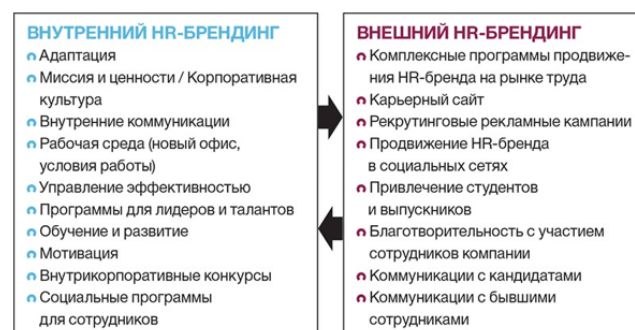 ВНУТРЕННИЙ HR-БРЕНДИНГ
Адаптация
Миссия и ценности / Корпоративная
культура
Внутренние коммуникации
Рабочая среда (новый офис,
условия работы)
Управление эффективностью
Программы для лидеров и талантов
Обучение и развитие
Мотивация
Внутрикорпоративные конкурсы
Социальные программы
для сотрудников
ВНЕШНИЙ HR-БРЕНДИНГ
Комплексные программы продвиже-
ния HR-бренда на рынке труда
Карьерный сайт
Рекрутинговые рекламные кампании
Продвижение HR-бренда
в социальных сетях
Привлечение студентов
и выпускников
Благотворительность с участием
сотрудников компании
Коммуникации с кандидатами
Коммуникации с бывшими
сотрудниками